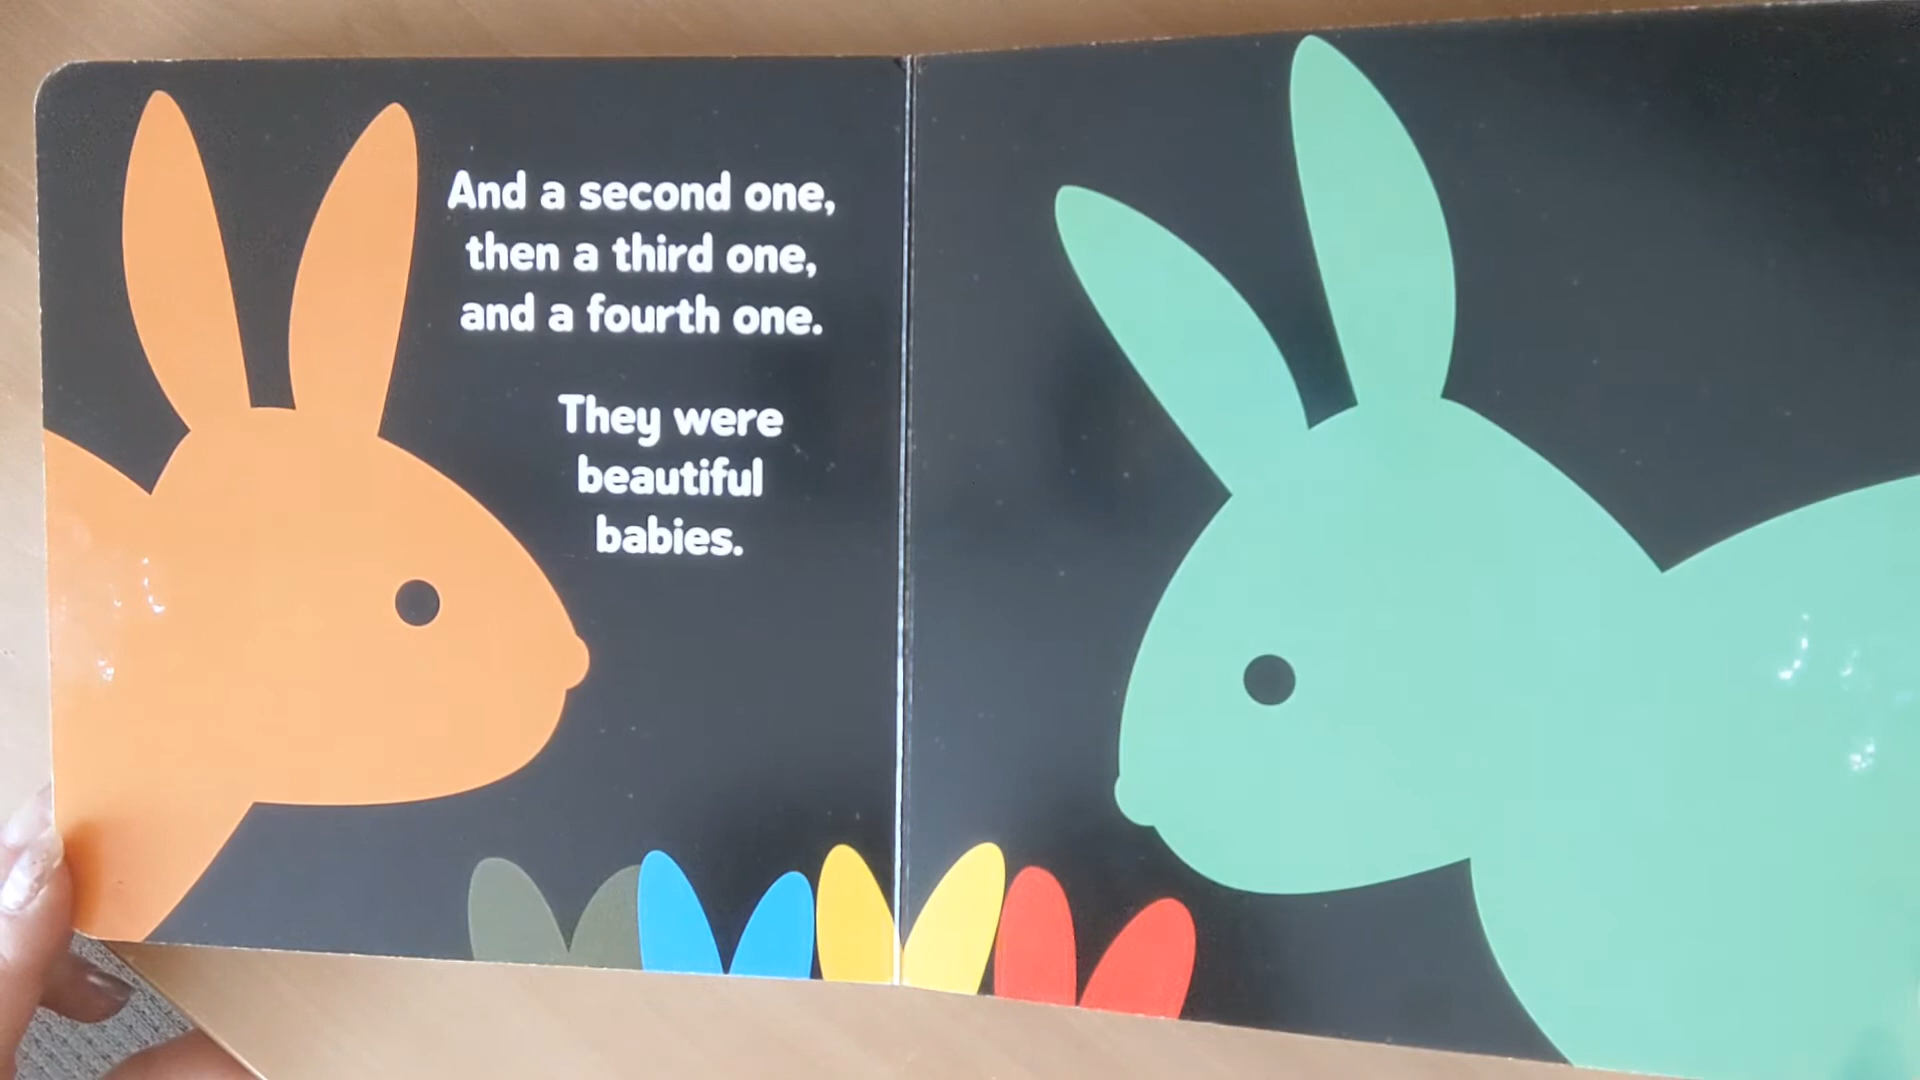 And a second one,
then a third one,
and a fourth one.
They were
beautiful
babies.